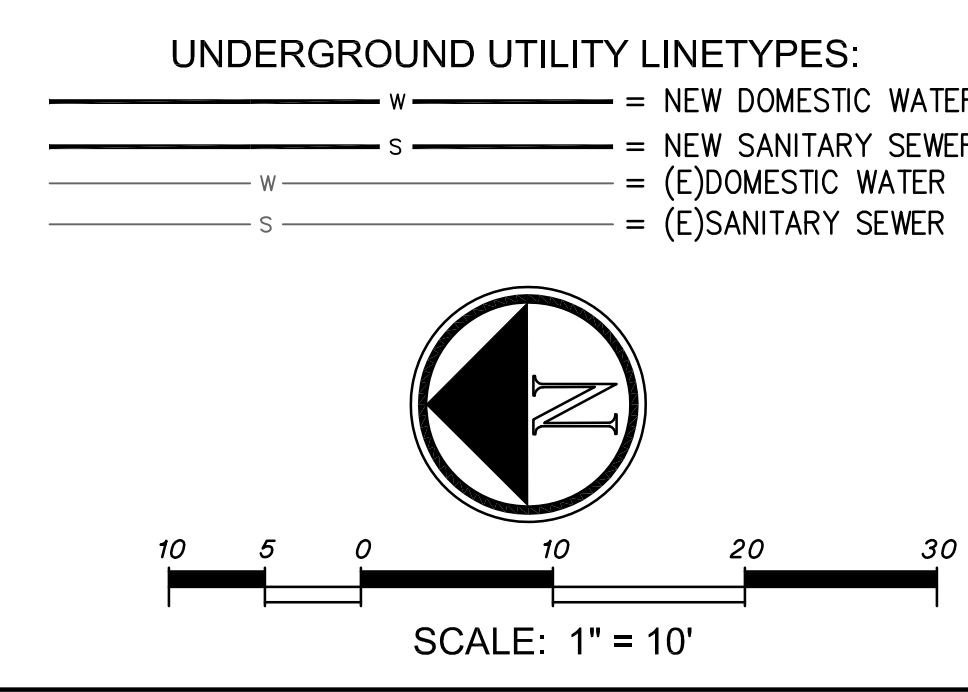 UNDERGROUND UTILITY LINETYPES:
W = NEW DOMESTIC WATER
S = NEW SANITARY SEWER
W = (E)DOMESTIC WATER
S = (E)SANITARY SEWER
N
10 5 0 10 20 30
SCALE: 1" = 10'